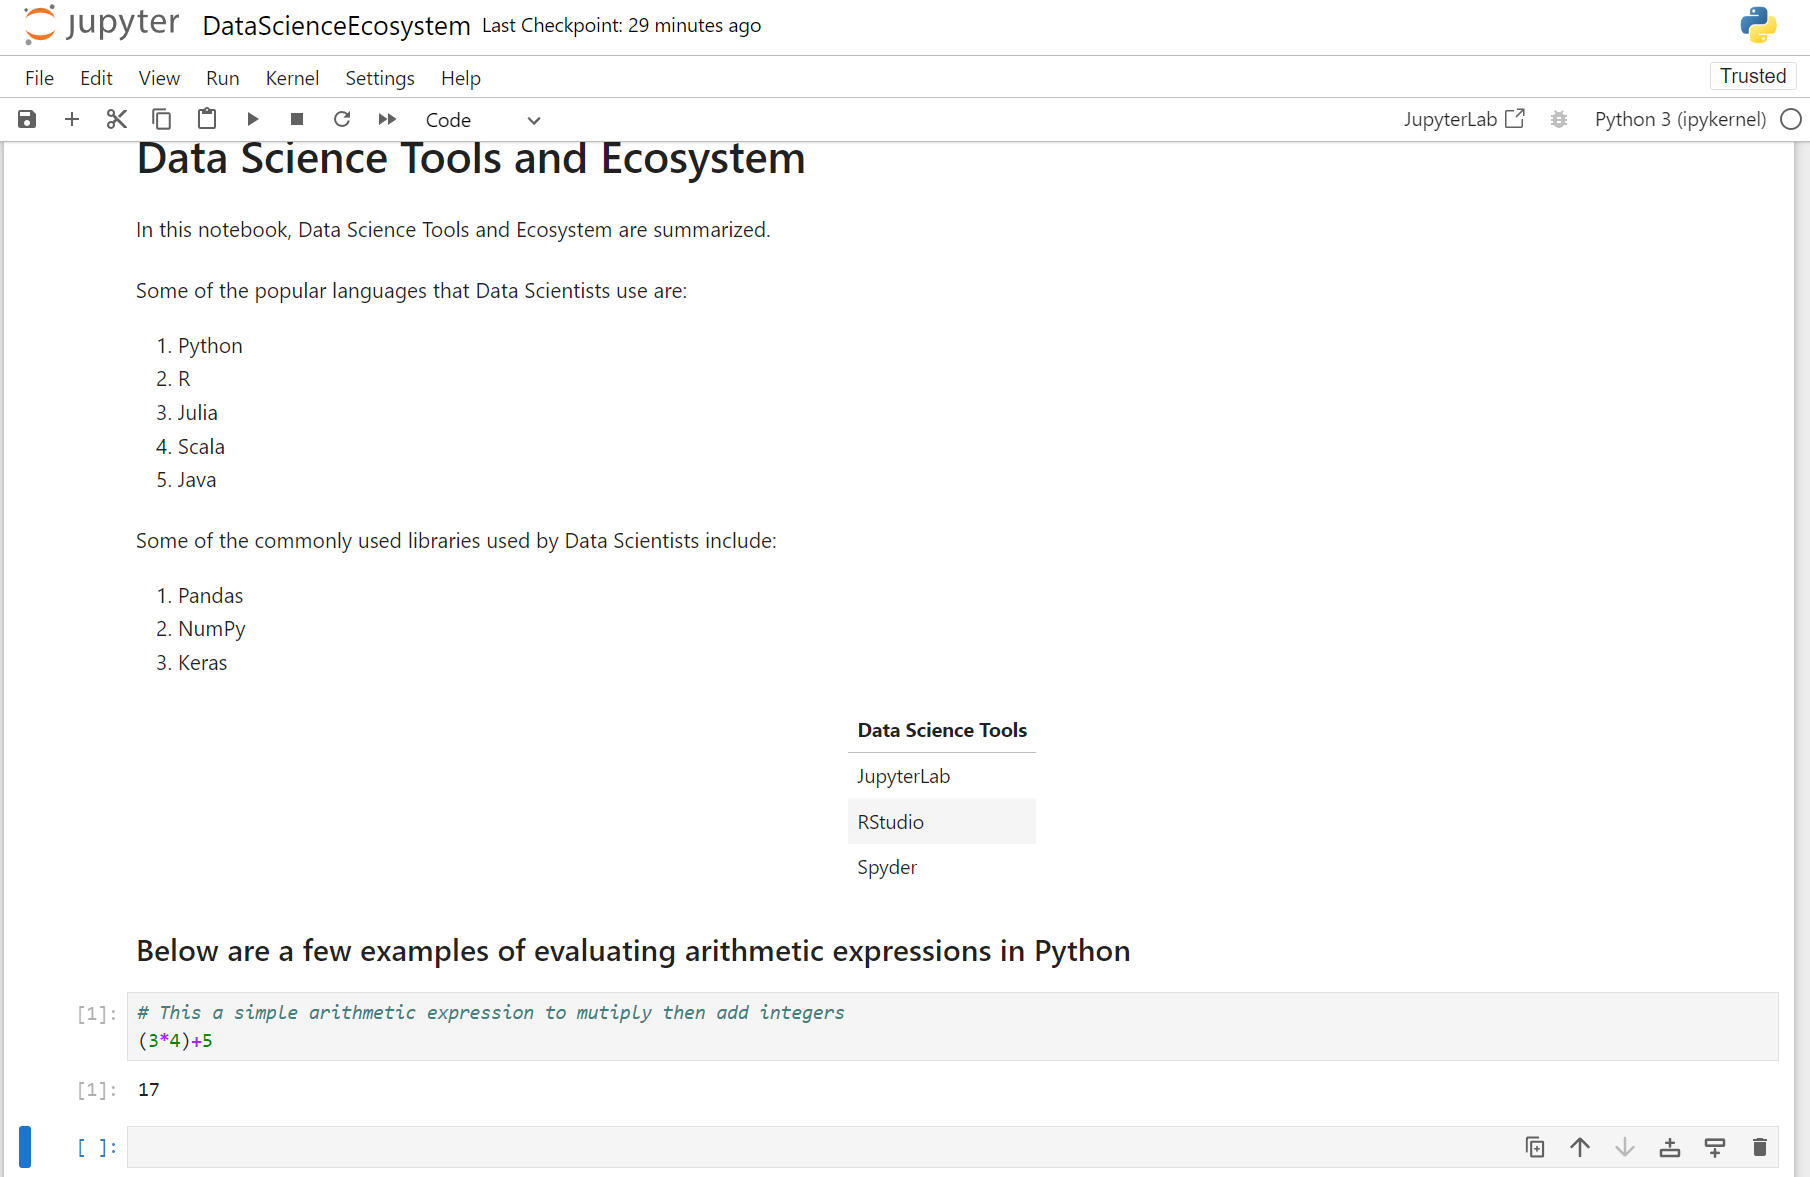 jupyter DataScienceEcosystem Last Checkpoint: 29 minutes ago
File Edit View Run Kernel Settings Help Trusted
Code JupyterLab Python 3 (ipykernel)
Data Science Tools and Ecosystem
In this notebook, Data Science Tools and Ecosystem are summarized.
Some of the popular languages that Data Scientists use are:
1. Python
2. R
3. Julia
4. Scala
5. Java
Some of the commonly used libraries used by Data Scientists include:
1. Pandas
2. NumPy
3. Keras
Data Science Tools
JupyterLab
RStudio
Spyder
Below are a few examples of evaluating arithmetic expressions in Python
[1]: # This a simple arithmetic expression to mutiply then add integers
(3*4)+5
[1]: 17
[ ]: